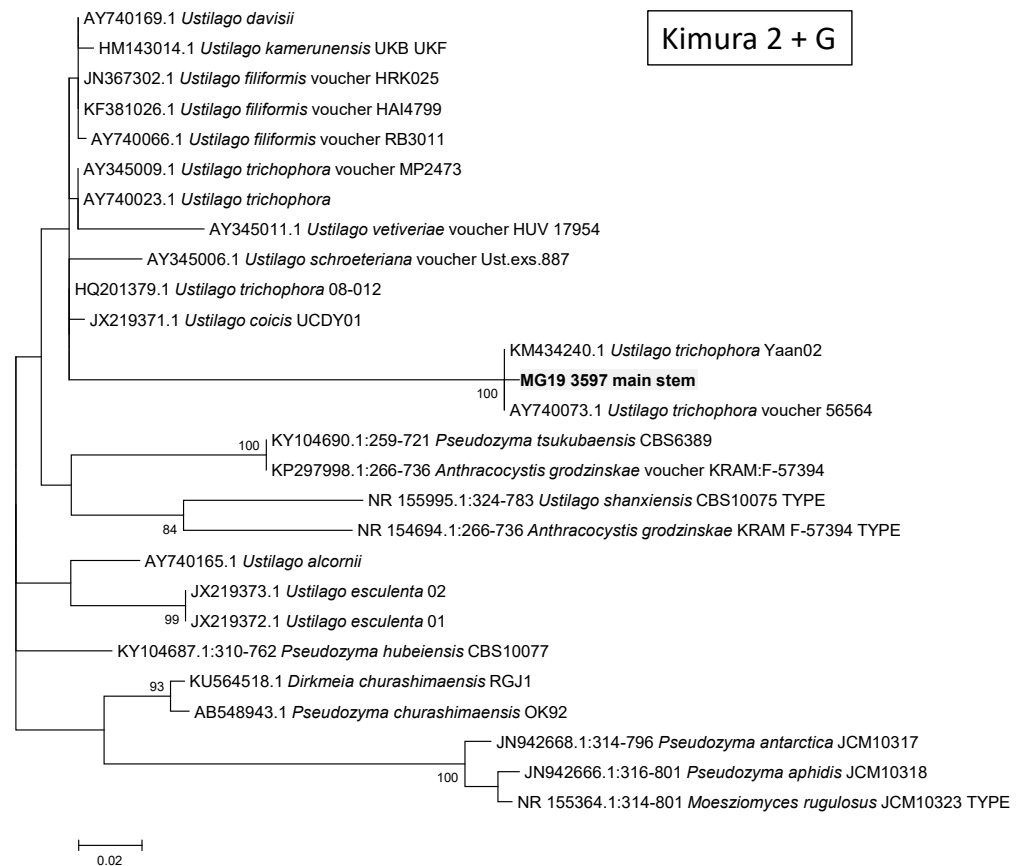 AY740169.1 Ustilago davisii
Kimura 2 + G
HM143014.1 Ustilago kamerunensis UKB UKF
JN367302.1 Ustilago filiformis voucher HRK025
KF381026.1 Ustilago filiformis voucher HAI4799
AY740066.1 Ustilago filiformis voucher RB3011
AY345009.1 Ustilago trichophora voucher MP2473
AY740023.1 Ustilago trichophora
AY345011.1 Ustilago vetiveriae voucher HUV 17954
AY345006.1 Ustilago schroeteriana voucher Ust.exs.887
HQ201379.1 Ustilago trichophora 08-012
JX219371.1 Ustilago coicis UCDY01
KM434240.1 Ustilago trichophora Yaan02
MG19 3597 main stem
100
AY740073.1 Ustilago trichophora voucher 56564
100
KY104690.1:259-721 Pseudozyma tsukubaensis CBS6389
KP297998.1:266-736 Anthracocystis grodzinskae voucher KRAM:F-57394
NR 155995.1:324-783 Ustilago shanxiensis CBS10075 TYPE
84
NR 154694.1:266-736 Anthracocystis grodzinskae KRAM F-57394 TYPE
AY740165.1 Ustilago alcornii
JX219373.1 Ustilago esculenta 02
99
JX219372.1 Ustilago esculenta 01
KY104687.1:310-762 Pseudozyma hubeiensis CBS10077
93
KU564518.1 Dirkmeia churashimaensis RGJ1
AB548943.1 Pseudozyma churashimaensis OK92
JN942668.1:314-796 Pseudozyma antarctica JCM10317
100
JN942666.1:316-801 Pseudozyma aphidis JCM10318
NR 155364.1:314-801 Moesziomyces rugulosus JCM10323 TYPE
0.02